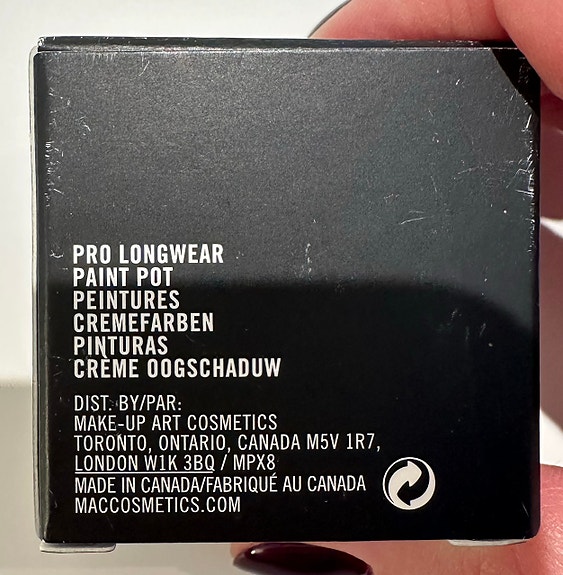 PRO LONGWEAR
PAINT POT
PEINTURES
CREMEFARBEN
PINTURAS
CRÈME OOGSCHADUW
DIST. BY/PAR:
MAKE-UP ART COSMETICS
TORONTO, ONTARIO, CANADA M5V 1R7,
LONDON W1K 3BQ / MPX8
MADE IN CANADA/FABRIQUÉ AU CANADA
MACCOSMETICS.COM